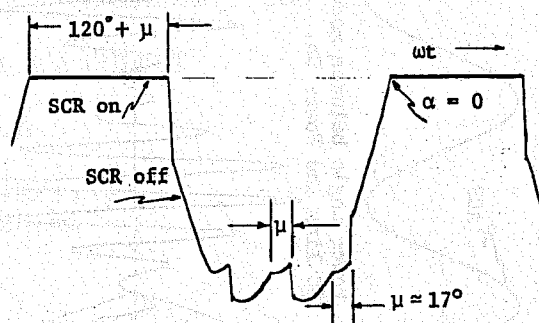 120° + μ
ωt
SCR on
α = 0
SCR off
μ
μ ≃ 17°